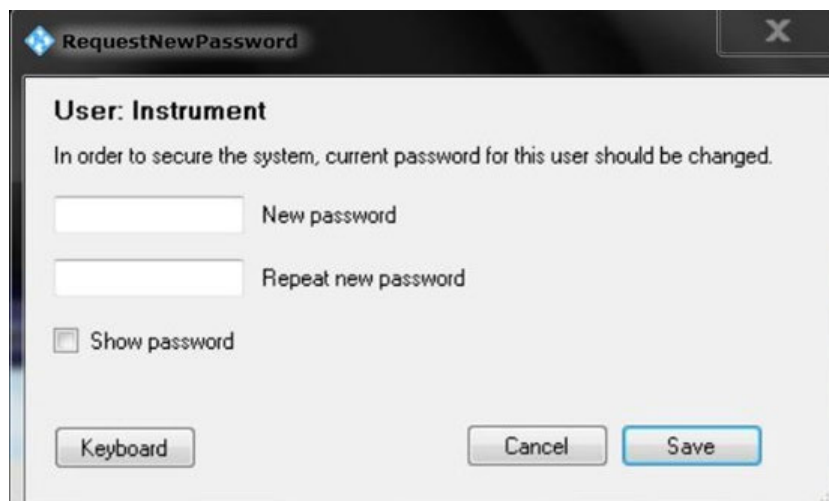 RequestNewPassword
User: Instrument
In order to secure the system, current password for this user should be changed.
New password
Repeat new password
Show password
Keyboard
Cancel
Save